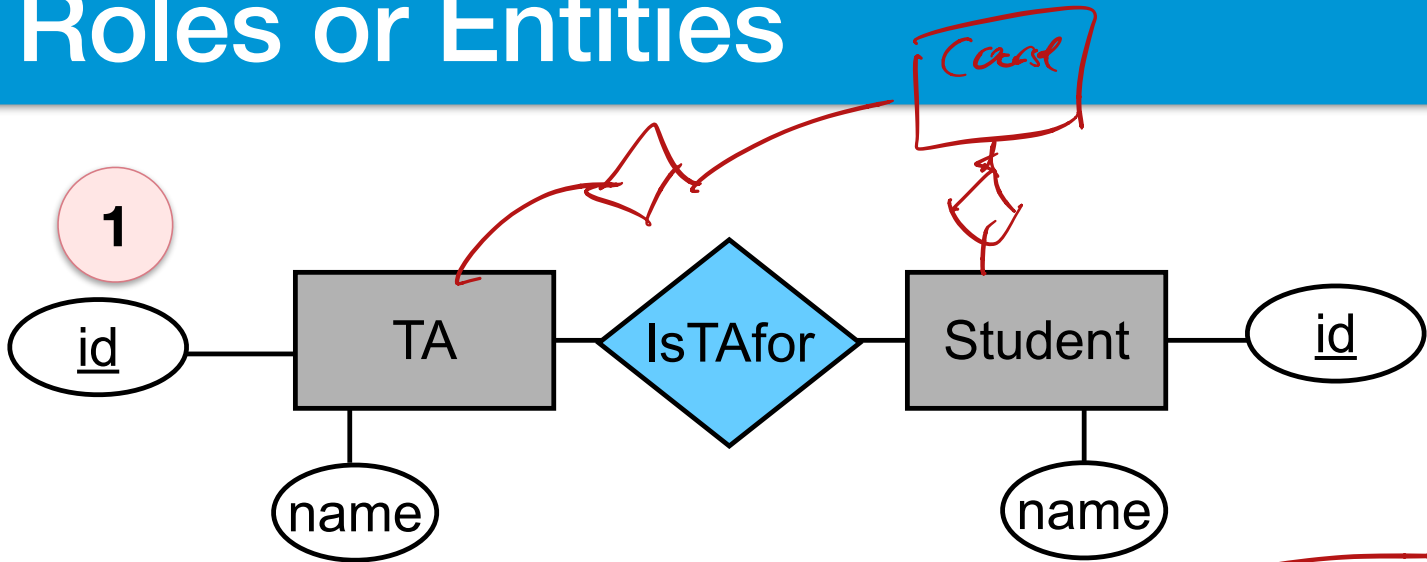 Roles or Entities
1
id
TA
IsTAfor
Student
id
name
name